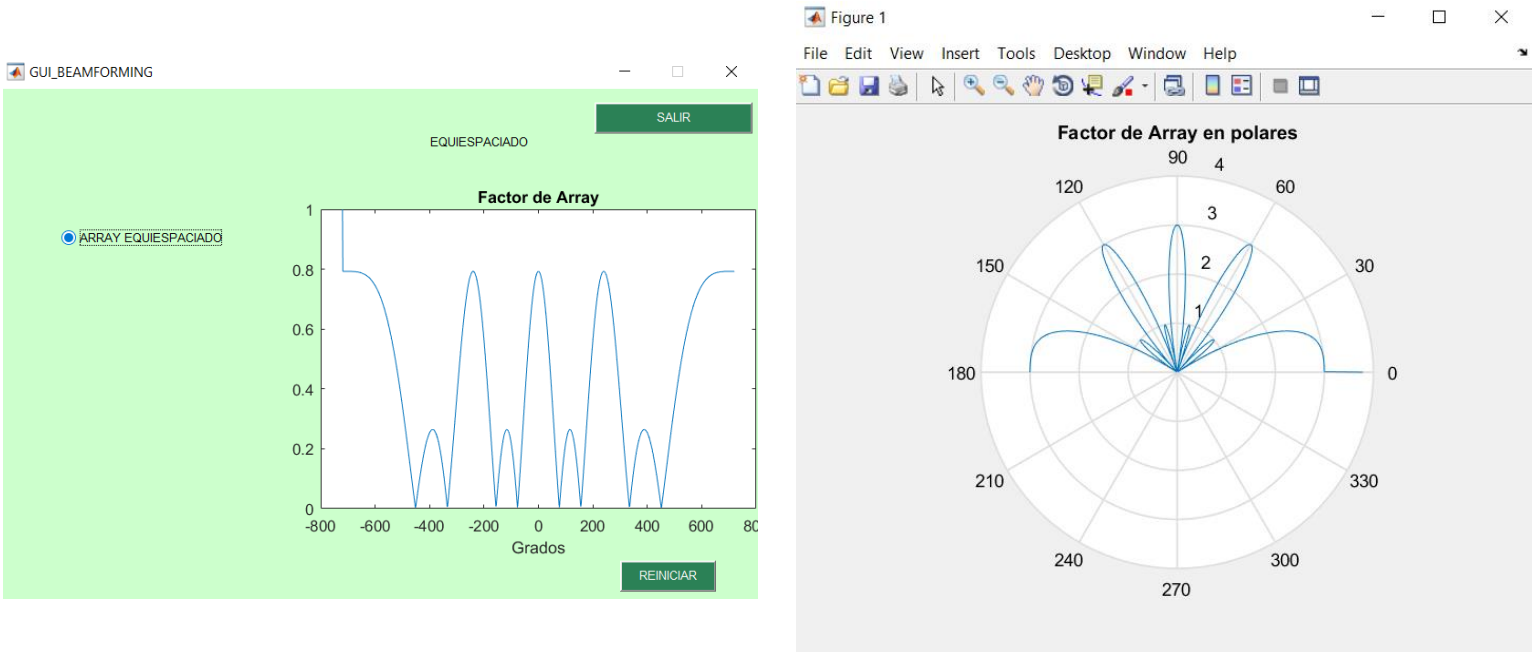 GUI_BEAMFORMING
SALIR
EQUIESPACIADO
ARRAY EQUIESPACIADO
Factor de Array
1
0.8
0.6
0.4
0.2
0
-800 -600 -400 -200 0 200 400 600 80
Grados
REINICIAR
Figure 1
File Edit View Insert Tools Desktop Window Help
Factor de Array en polares
90
4
120
60
3
150
2
30
1
180
0
210
330
240
300
270